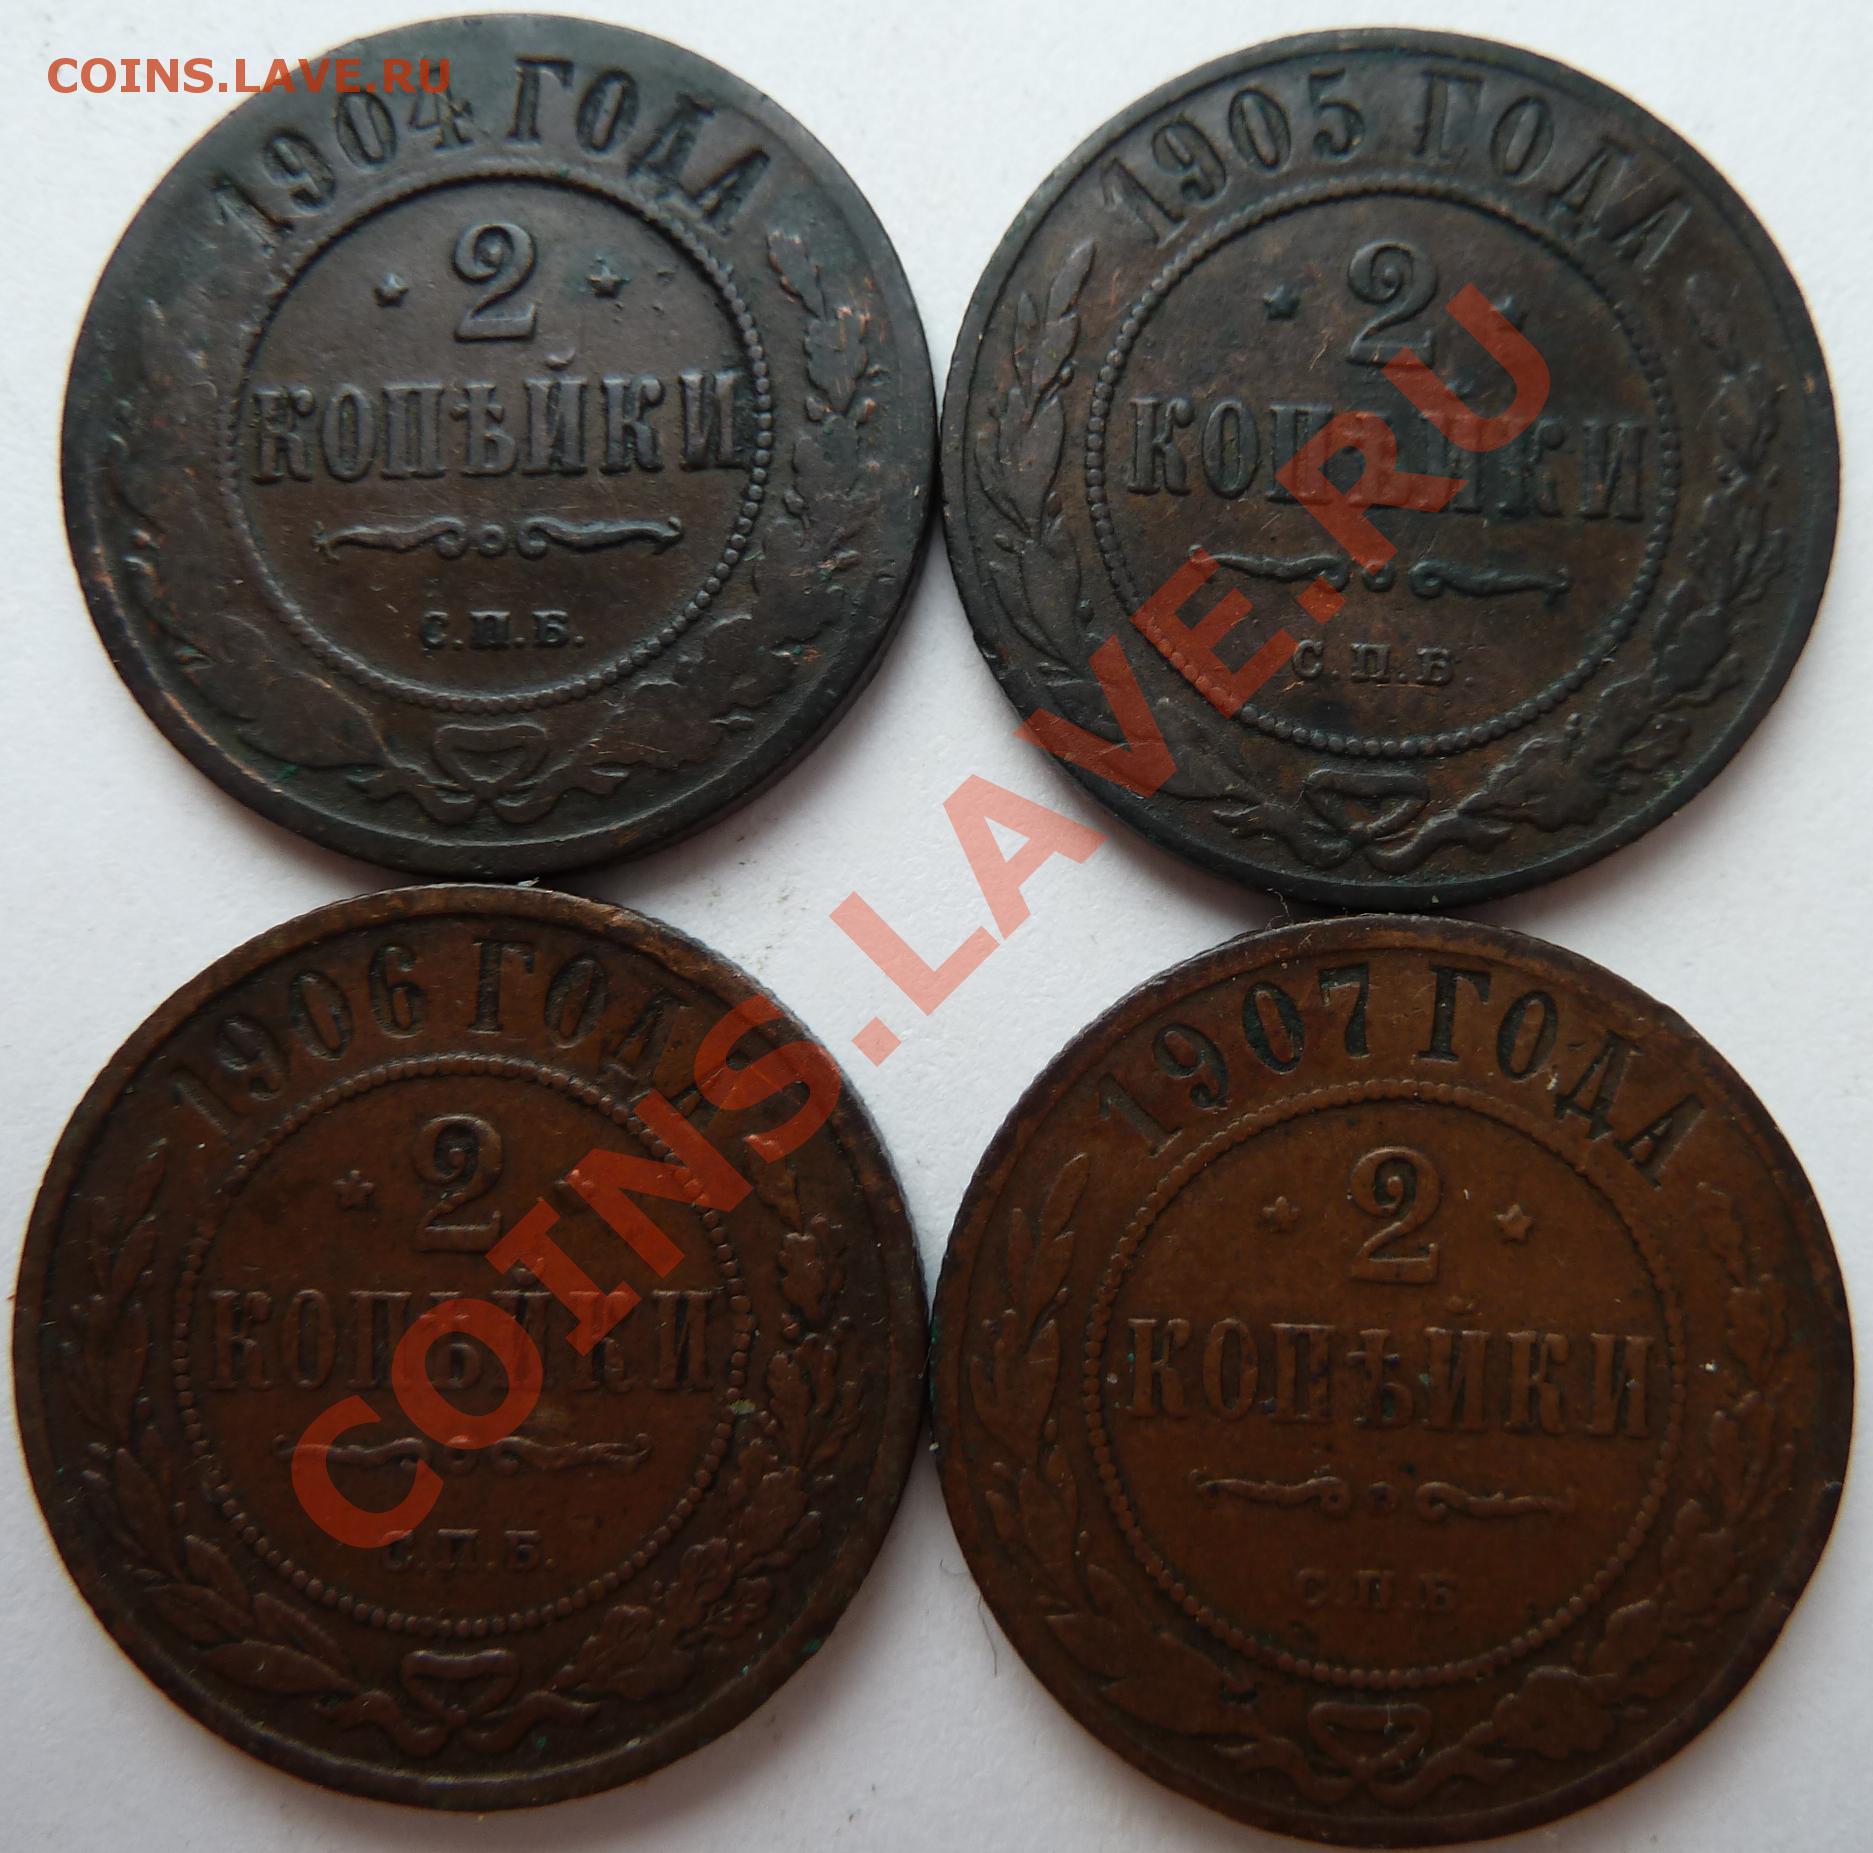 COINS.LAVE.RU
1904 ГОДА
2
КОПѢЙКИ
С.П.Б.
1905 ГОДА
2
КОПѢЙКИ
С.П.Б.
1906 ГОДА
2
КОПѢЙКИ
С.П.Б.
1907 ГОДА
2
КОПѢЙКИ
С.П.Б
COINS.LAVE.RU